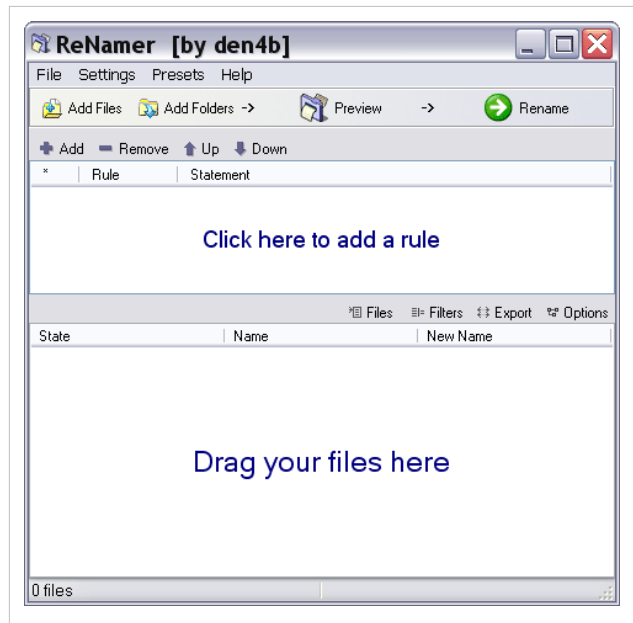 ReNamer [by den4b]
File Settings Presets Help
Add Files Add Folders -> Preview -> Rename
Add Remove Up Down
* Rule Statement
Click here to add a rule
Files Filters Export Options
State Name New Name
Drag your files here
0 files